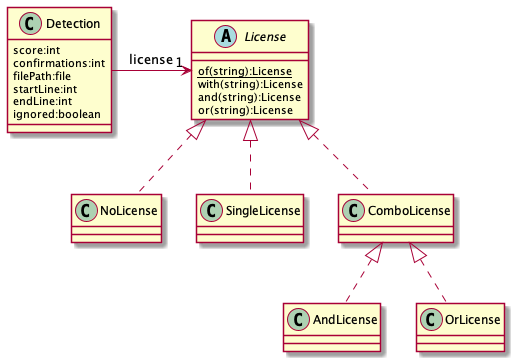 C Detection
score:int
confirmations:int
filePath:file
startLine:int
endLine:int
ignored:boolean
license
1
A License
of(string):License
with(string):License
and(string):License
or(string):License
C NoLicense
C SingleLicense
C ComboLicense
C AndLicense
C OrLicense